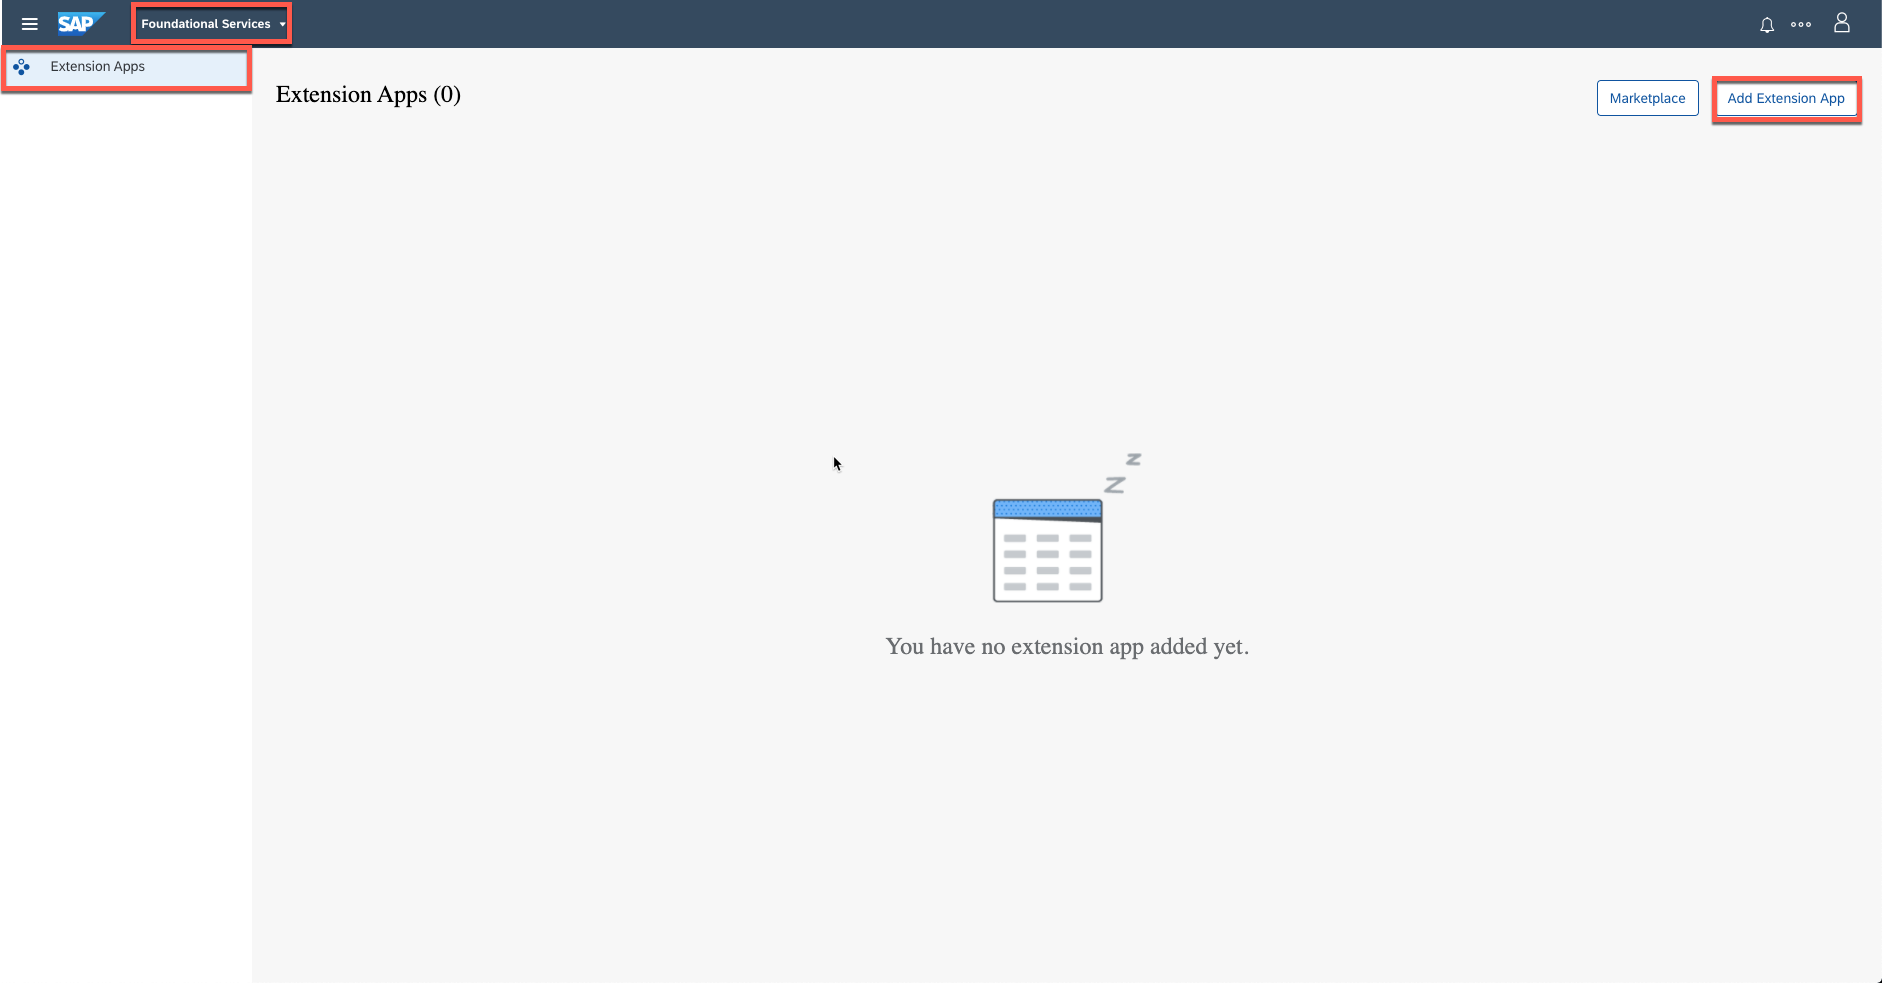 SAP
Foundational Services
Extension Apps
Extension Apps (0)
Marketplace
Add Extension App
z
Z
You have no extension app added yet.